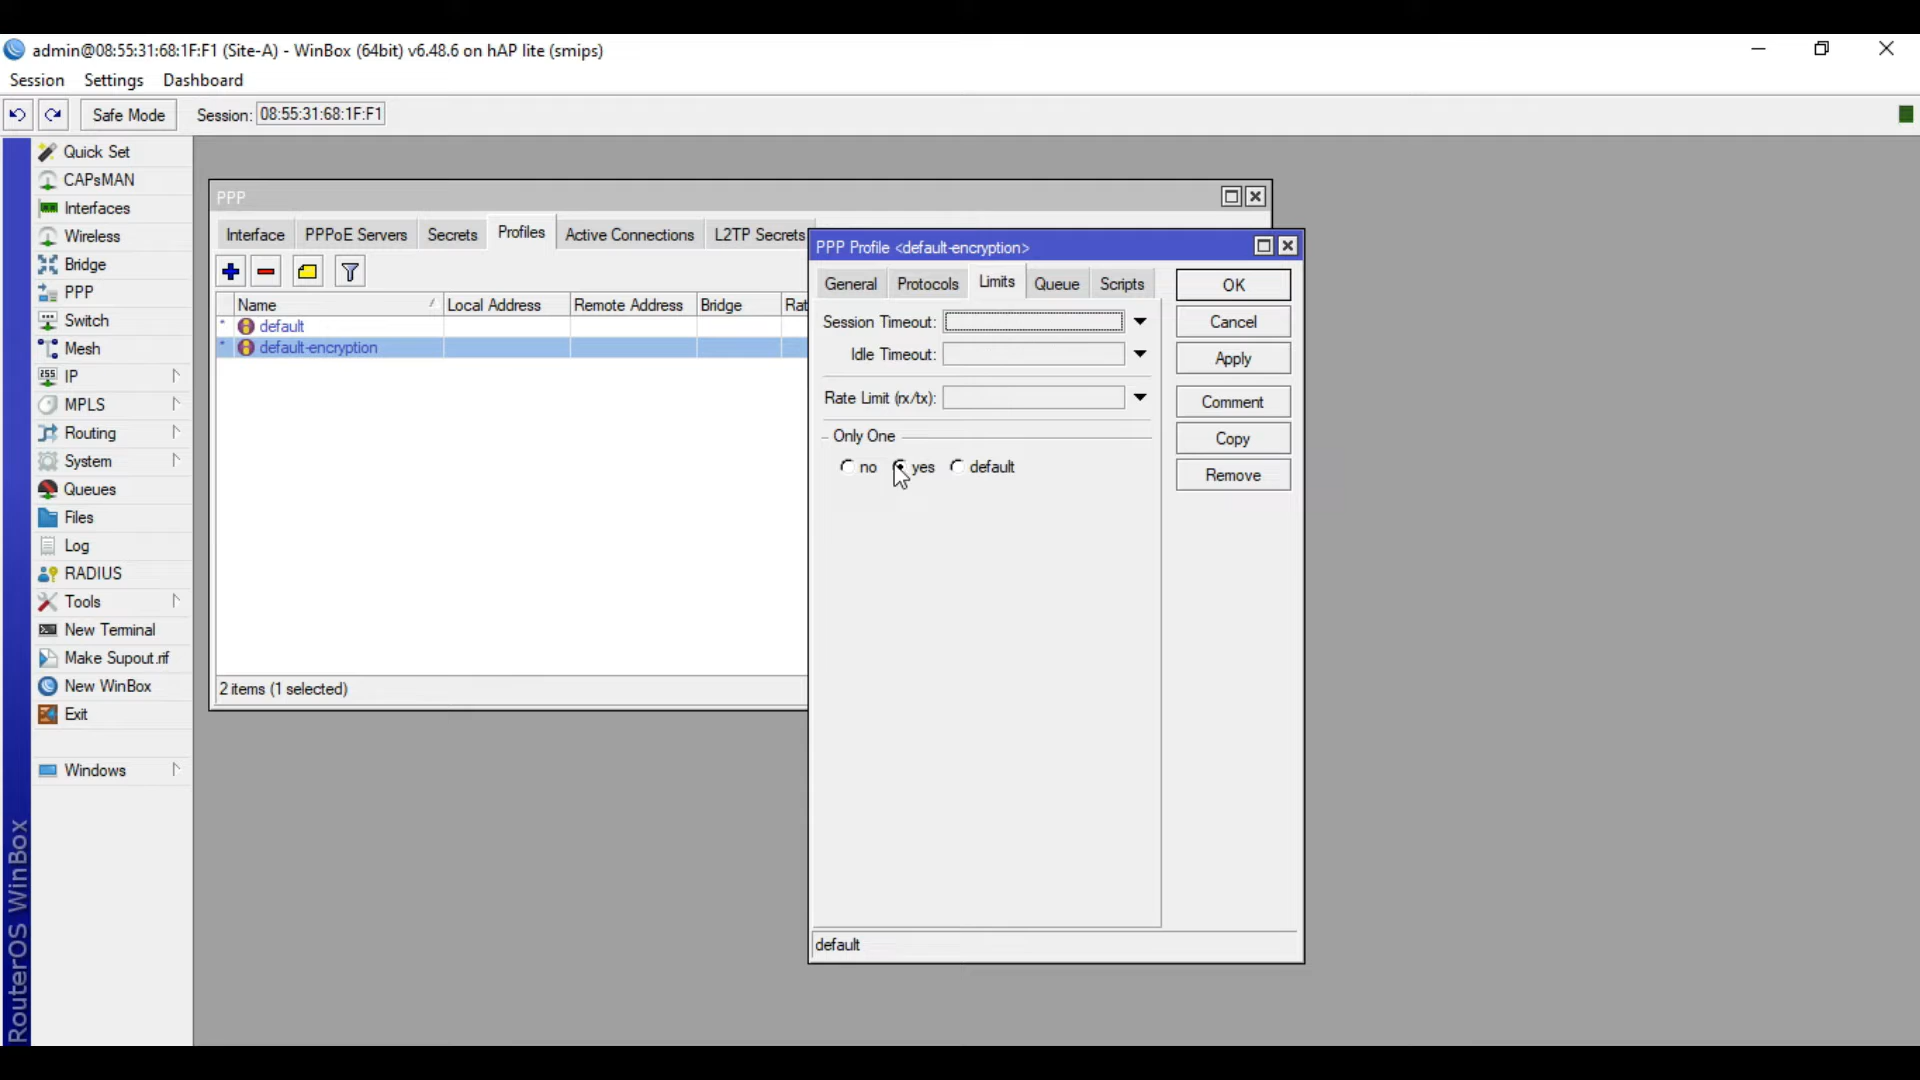 admin@08:55:31:68:1F:F1 (Site-A) - WinBox (64bit) v6.48.6 on hAP lite (smips)
Session Settings Dashboard
Safe Mode Session: 08:55:31:68:1F:F1
Quick Set
CAPsMAN
Interfaces
Wireless
Bridge
PPP
Switch
Mesh
IP
MPLS
Routing
System
Queues
Files
Log
RADIUS
Tools
New Terminal
Make Supout.rif
New WinBox
Exit
Windows
RouterOS WinBox
PPP
Interface PPPoE Servers Secrets Profiles Active Connections L2TP Secrets
Name Local Address Remote Address Bridge Rat
* default
* default-encryption
2 items (1 selected)
PPP Profile <default-encryption>
General Protocols Limits Queue Scripts
Session Timeout:
Idle Timeout:
Rate Limit (rx/tx):
Only One
no yes default
OK
Cancel
Apply
Comment
Copy
Remove
default